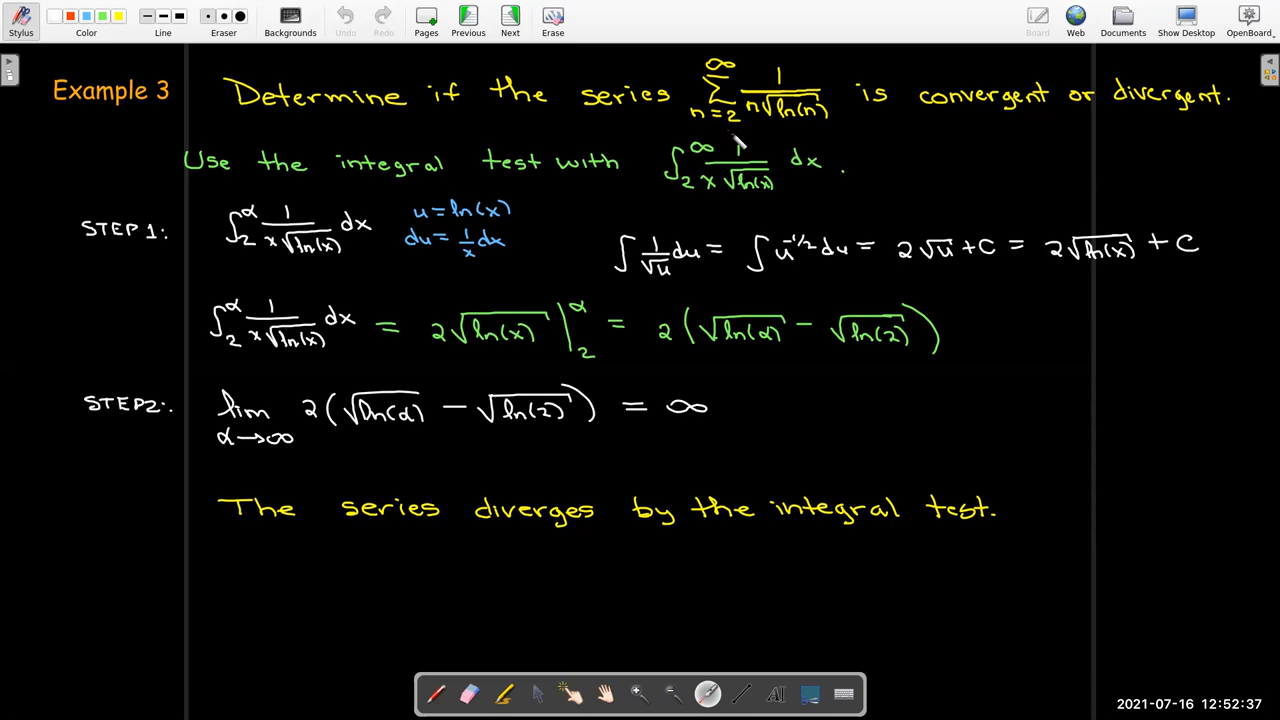 Stylus Color Line Eraser Backgrounds Undo Redo Pages Previous Next Erase Board Web Documents Show Desktop OpenBoard
Example 3 Determine if the series ∑_{n=2}^{∞} 1/(n√ln(n)) is convergent or divergent.
Use the integral test with ∫_2^∞ 1/(x√ln(x)) dx.
STEP 1: ∫_2^α 1/(x√ln(x)) dx u = ln(x)
du = 1/x dx
∫ 1/√u du = ∫ u^{-1/2} du = 2√u + C = 2√ln(x) + C
∫_2^α 1/(x√ln(x)) dx = 2√ln(x) |_2^α = 2(√ln(α) − √ln(2))
STEP2: lim_{α→∞} 2(√ln(α) − √ln(2)) = ∞
The series diverges by the integral test.
AI
2021-07-16 12:52:37